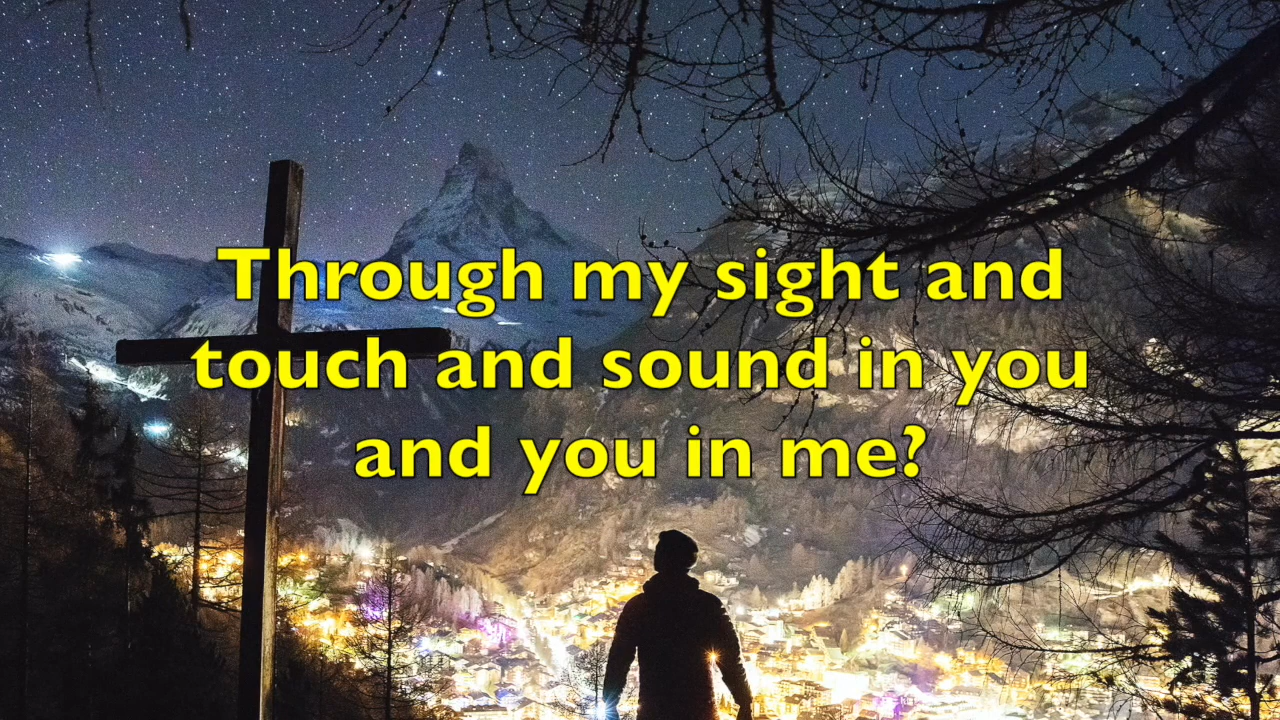 Through my sight and
touch and sound in you
and you in me?